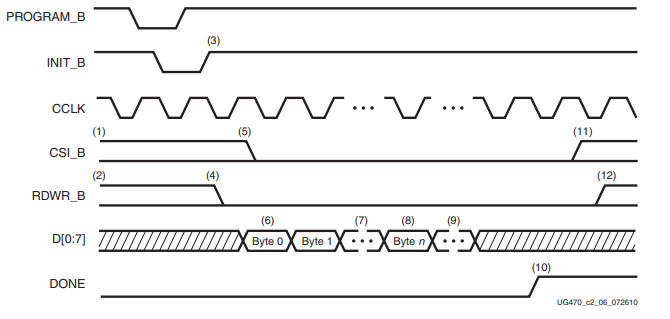 PROGRAM_B
(3)
INIT_B
CCLK
(1) (5) (11)
CSI_B
(2) (4) (12)
RDWR_B
(6) (7) (8) (9)
D[0:7] Byte 0 Byte 1 Byte n
(10)
DONE
UG470_c2_06_072610